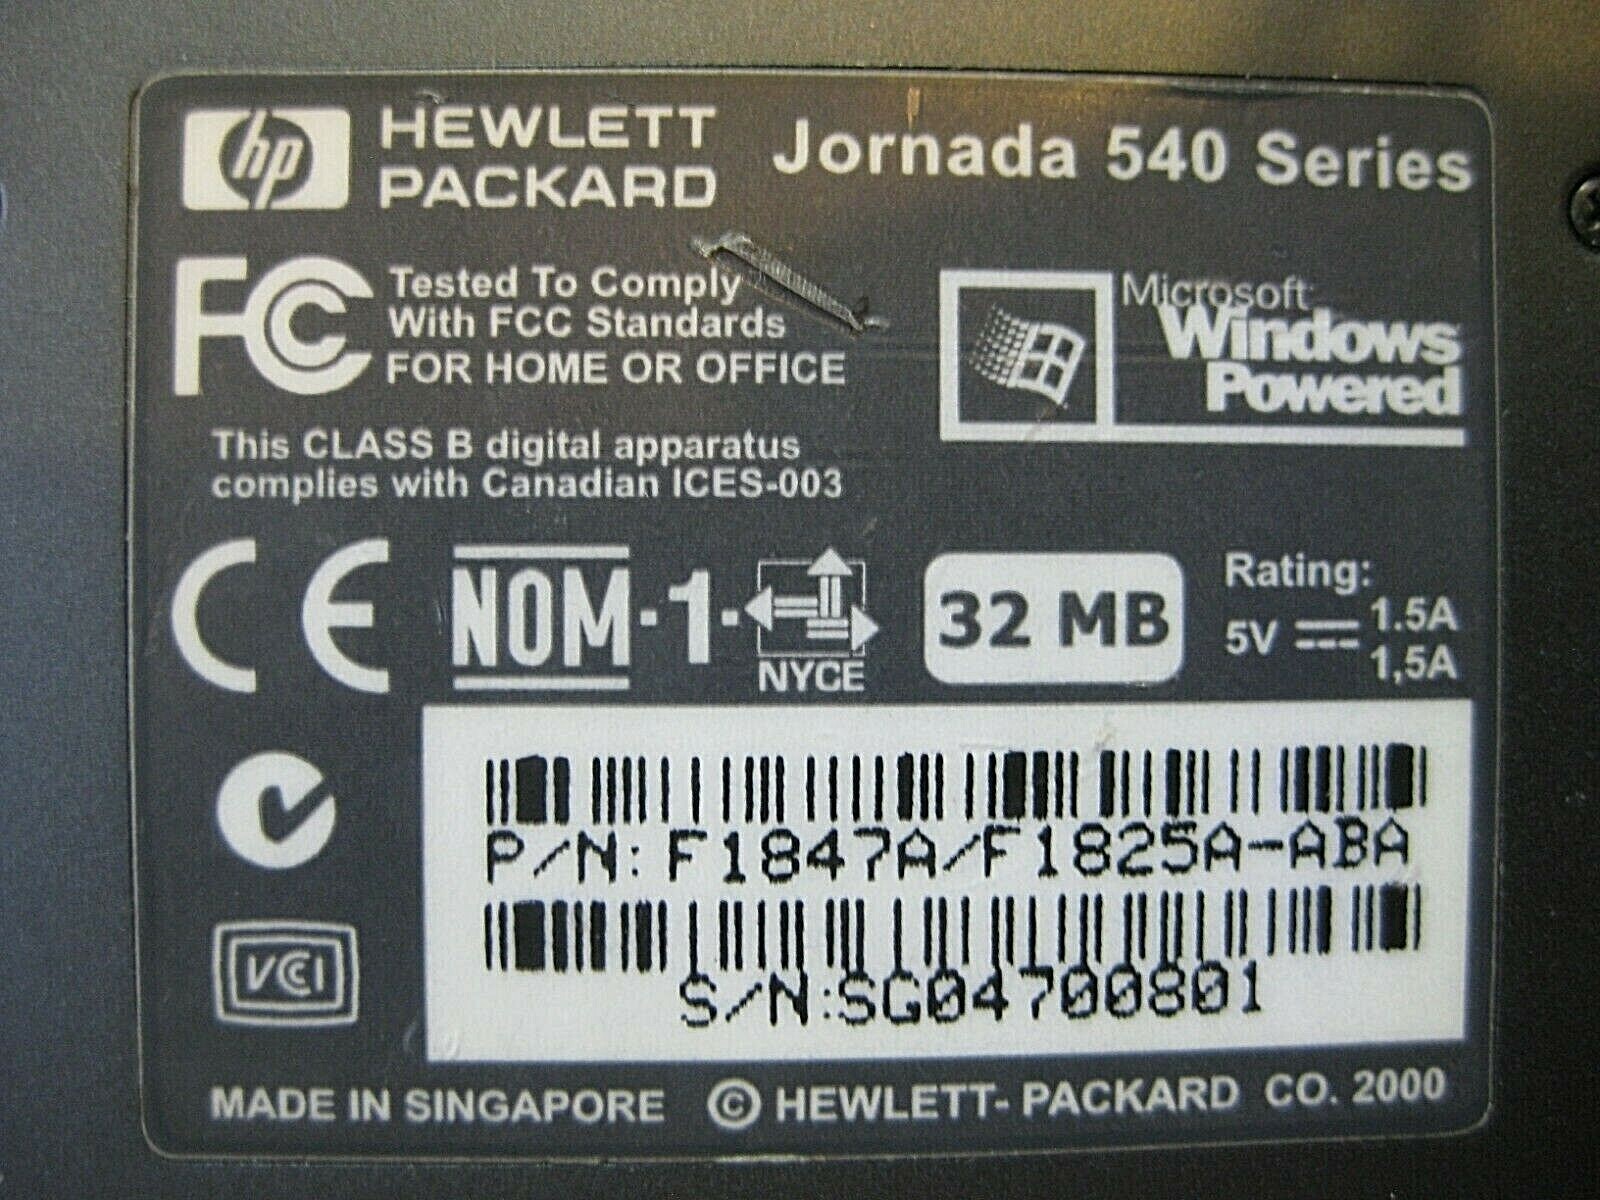 hp HEWLETT PACKARD
Jornada 540 Series
FC Tested To Comply
With FCC Standards
FOR HOME OR OFFICE
Microsoft
Windows
Powered
This CLASS B digital apparatus
complies with Canadian ICES-003
CE
NOM-1-
NYCE
32 MB
Rating:
5V 1.5A
1,5A
P/N: F1847A/F1825A-ABA
S/N:SG04700801
VCI
MADE IN SINGAPORE © HEWLETT-PACKARD CO. 2000